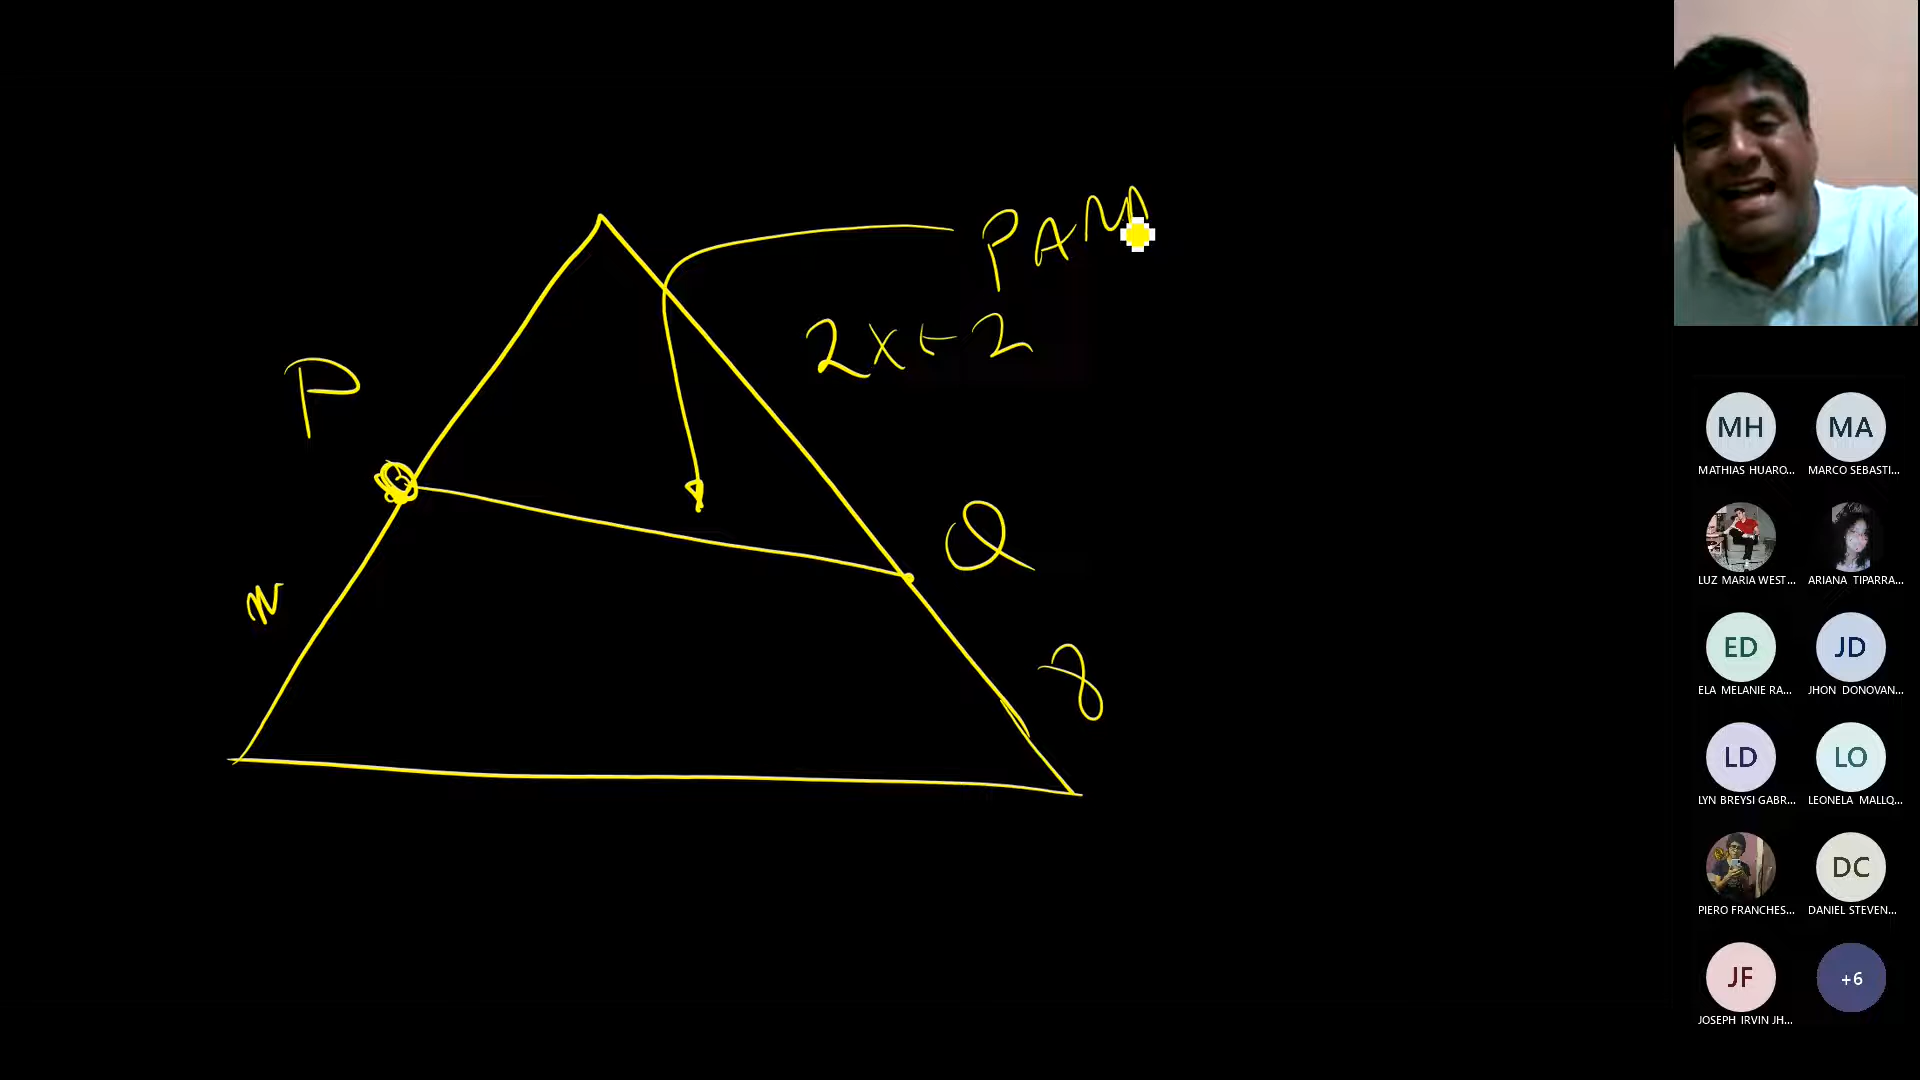 PAM
2x+2
P
Q
8
MH
MA
MATHIAS HUARO...
MARCO SEBASTI...
LUZ MARIA WEST...
ARIANA TIPARRA...
ED
JD
ELA MELANIE RA...
JHON DONOVAN...
LD
LO
LYN BREYSI GABR...
LEONELA MALLQ...
DC
PIERO FRANCHES...
DANIEL STEVEN...
JF
+6
JOSEPH IRVIN JH...